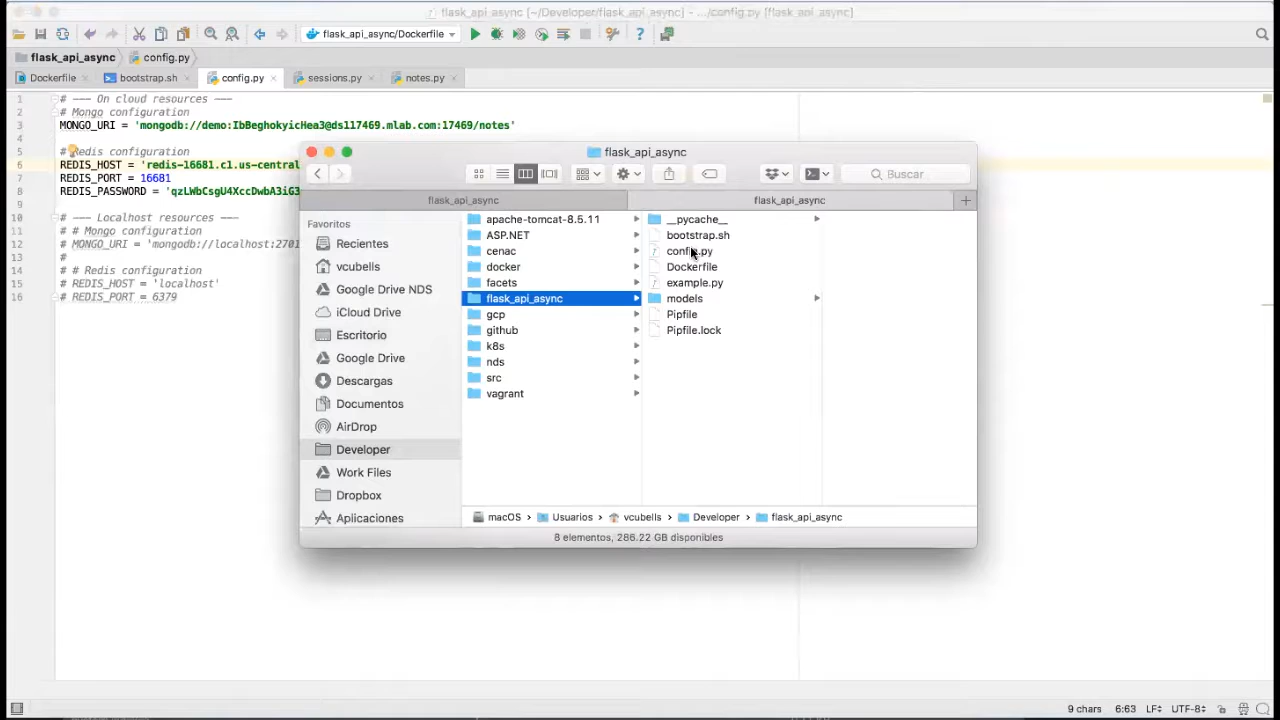 flask_api_async [~/Developer/flask_api_async] - .../config.py [flask_api_async]
flask_api_async/Dockerfile
flask_api_async
config.py
Dockerfile
bootstrap.sh
config.py
sessions.py
notes.py
1 # --- On cloud resources ---
2 # Mongo configuration
3 MONGO_URI = 'mongodb://demo:IbBeghokyicHea3@ds117469.mlab.com:17469/notes'
5 # Redis configuration
6 REDIS_HOST = 'redis-16681.c1.us-central
7 REDIS_PORT = 16681
8 REDIS_PASSWORD = 'qzLWbCsgU4XccDwbA3iG3
9
10 # --- Localhost resources ---
11 # # Mongo configuration
12 # MONGO_URI = 'mongodb://localhost:2701
13 #
14 # # Redis configuration
15 # REDIS_HOST = 'localhost'
16 # REDIS_PORT = 6379
flask_api_async
Buscar
flask_api_async
flask_api_async
Favoritos
Recientes
vcubells
Google Drive NDS
iCloud Drive
Escritorio
Google Drive
Descargas
Documentos
AirDrop
Developer
Work Files
Dropbox
Aplicaciones
apache-tomcat-8.5.11
ASP.NET
cenac
docker
facets
flask_api_async
gcp
github
k8s
nds
src
vagrant
__pycache__
bootstrap.sh
config.py
Dockerfile
example.py
models
Pipfile
Pipfile.lock
macOS › Usuarios › vcubells › Developer › flask_api_async
8 elementos, 286.22 GB disponibles
9 chars 6:63 LF÷ UTF-8÷